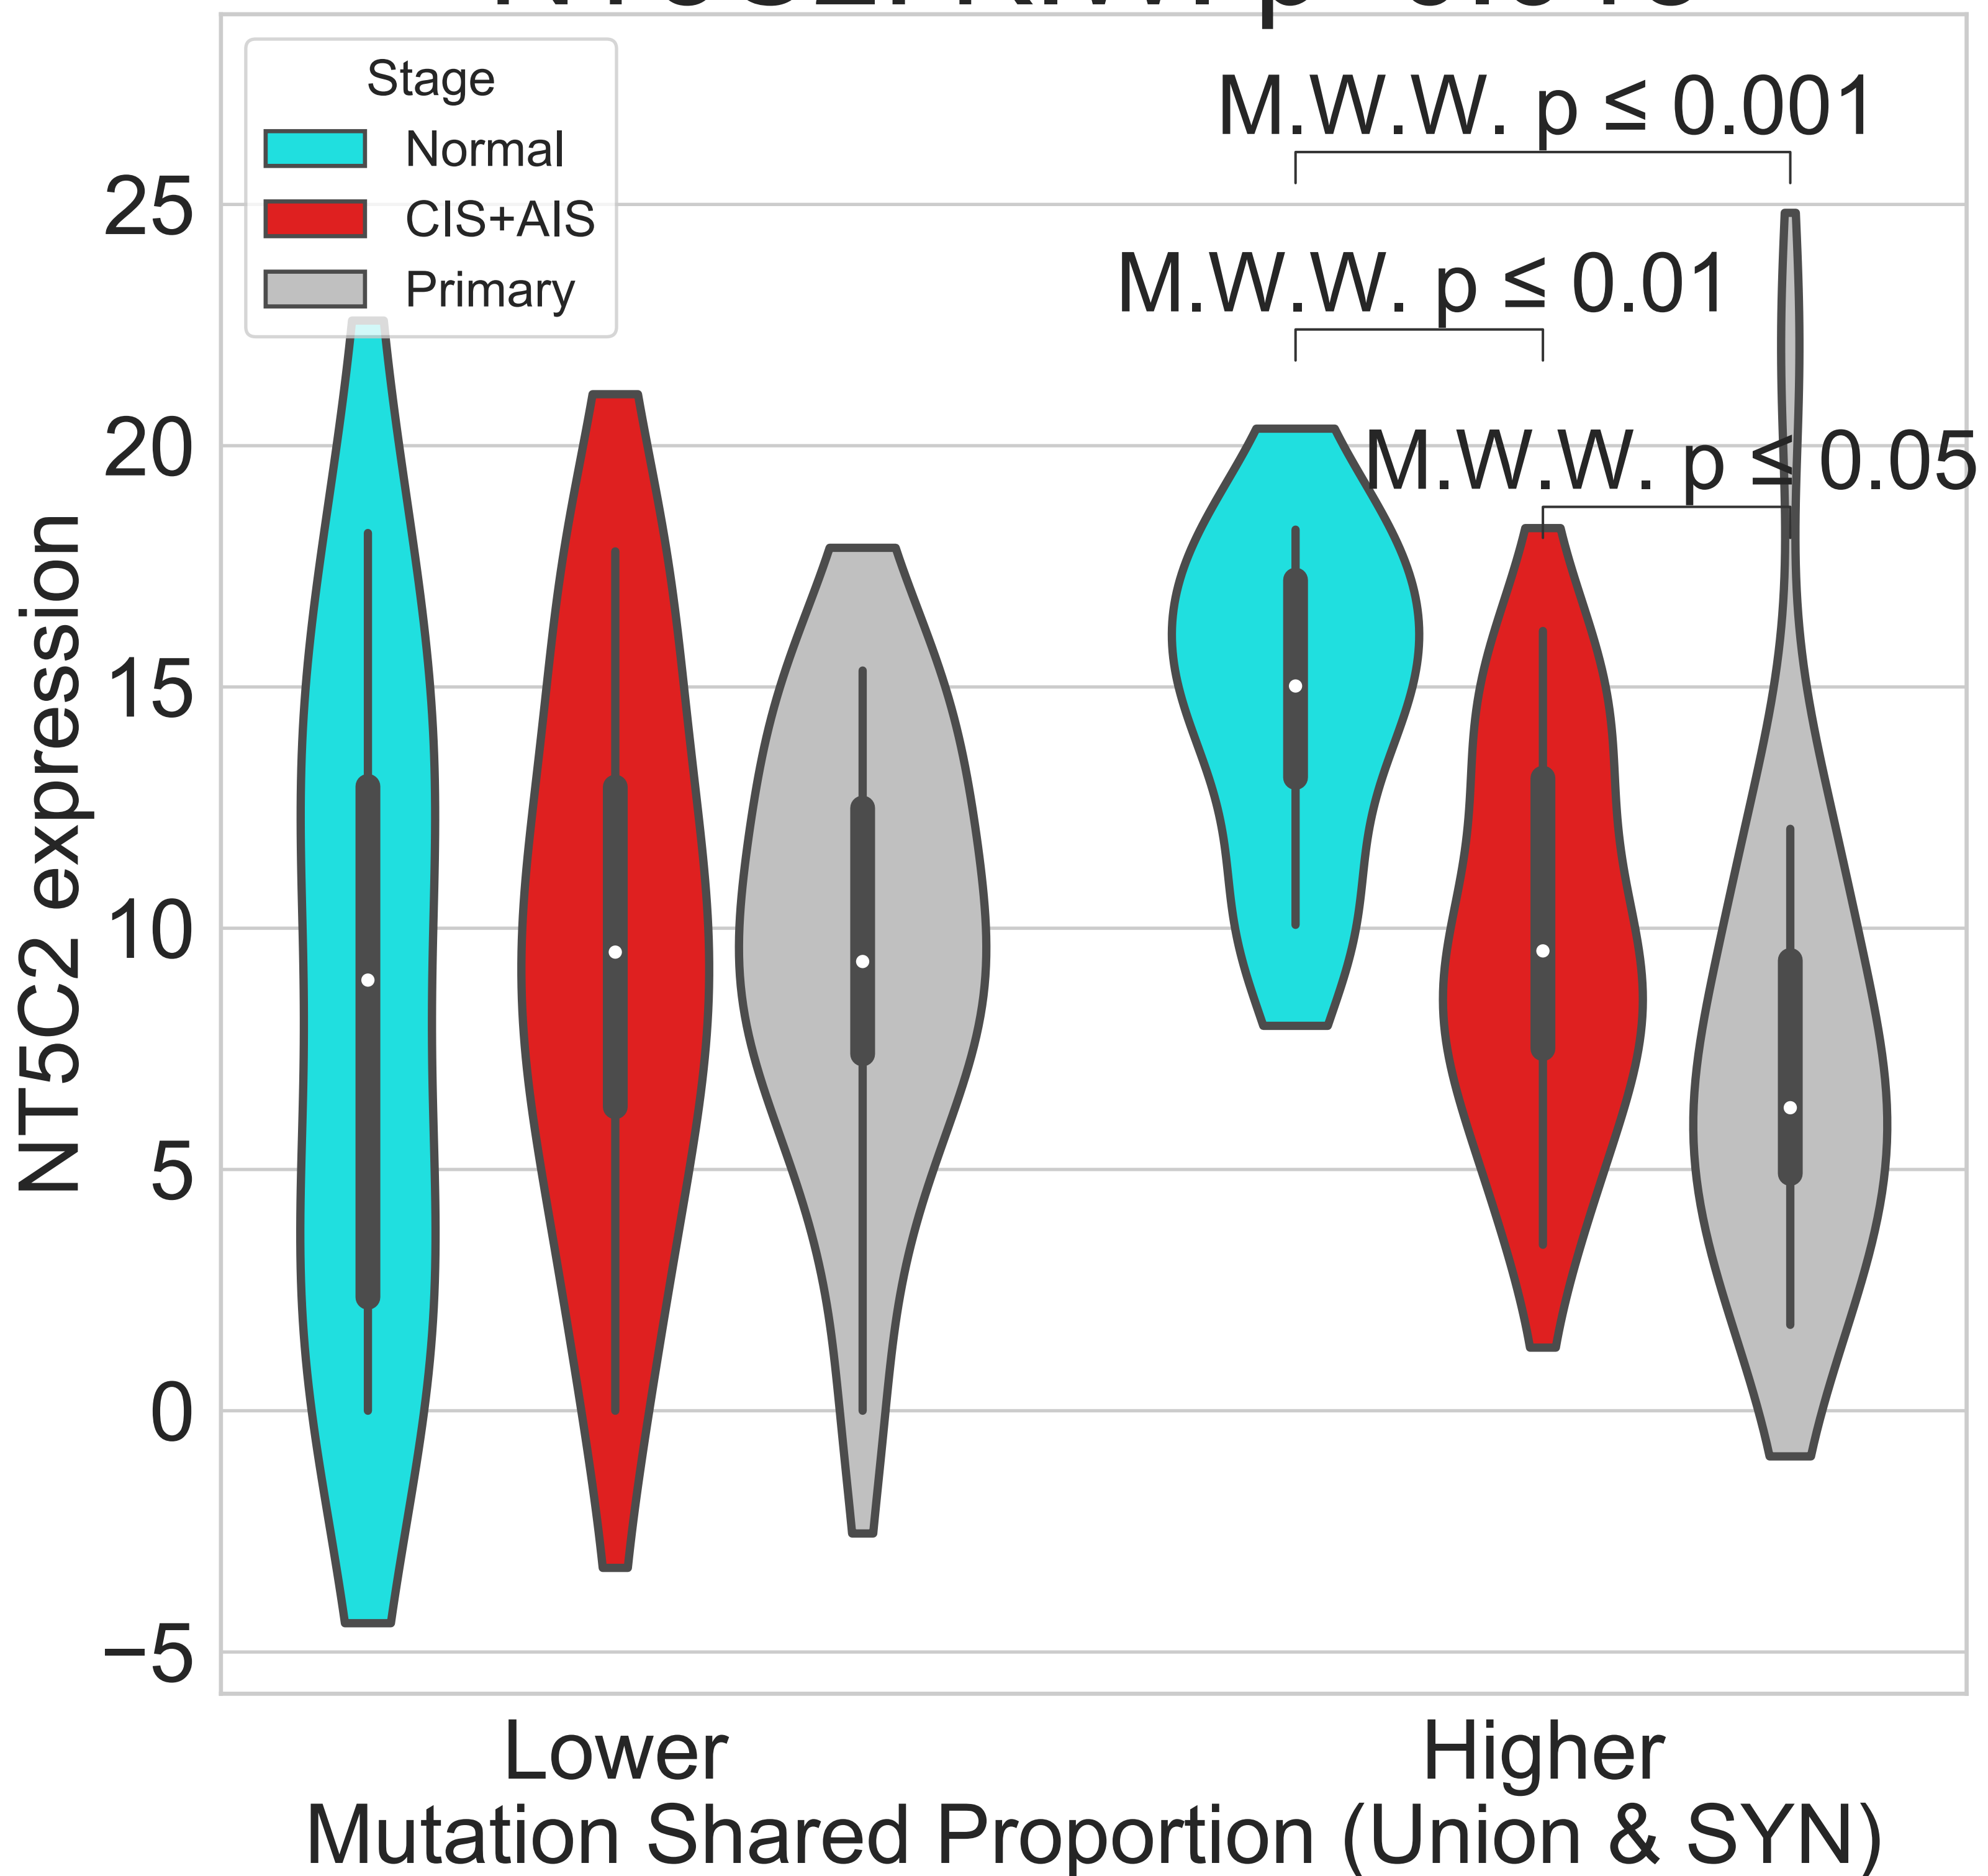 Stage
Normal
CIS+AIS
Primary
M.W.W. p ≤ 0.001
M.W.W. p ≤ 0.01
M.W.W. p ≤ 0.05
25
20
15
10
5
0
−5
NT5C2 expression
Lower
Higher
Mutation Shared Proportion (Union & SYN)